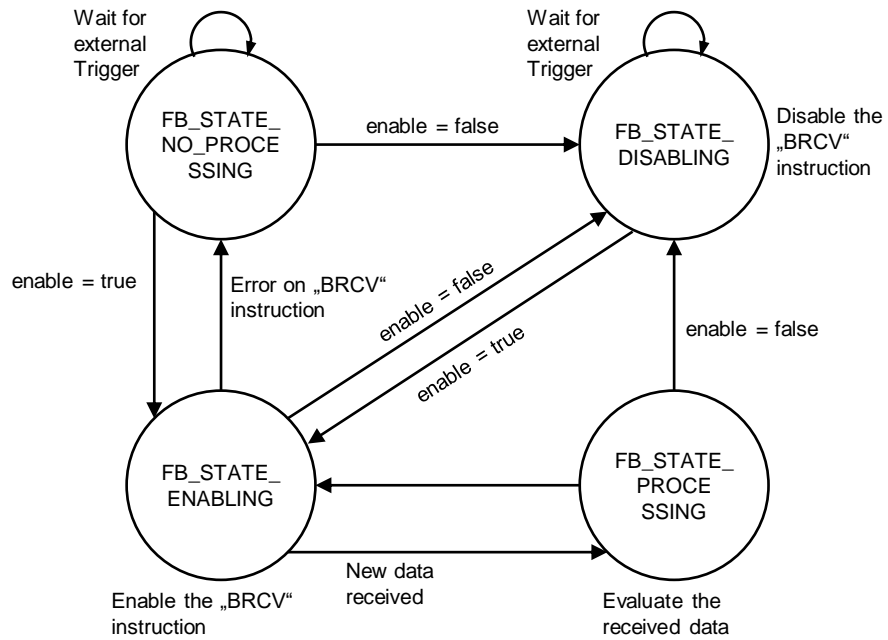 Wait for
external
Trigger
Wait for
external
Trigger
FB_STATE_
NO_PROCE
SSING
enable = false
FB_STATE_
DISABLING
Disable the
„BRCV“
instruction
enable = true
Error on „BRCV“
instruction
enable = false
enable = true
enable = false
FB_STATE_
ENABLING
FB_STATE_
PROCE
SSING
New data
received
Enable the „BRCV“
instruction
Evaluate the
received data